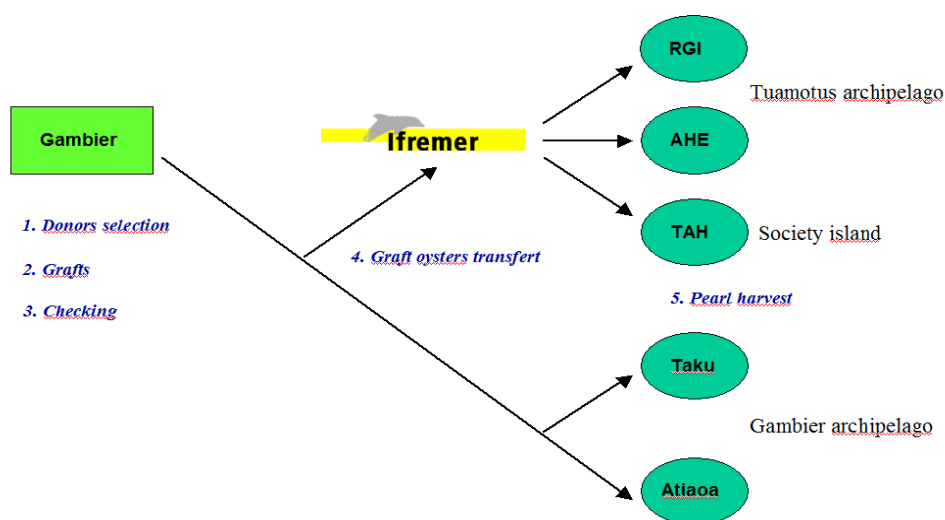 RGI
Tuamotus archipelago
Gambier
Ifremer
AHE
1. Donors selection
TAH
Society island
2. Grafts
4. Graft oysters transfert
3. Checking
5. Pearl harvest
Taku
Gambier archipelago
Atiaoa